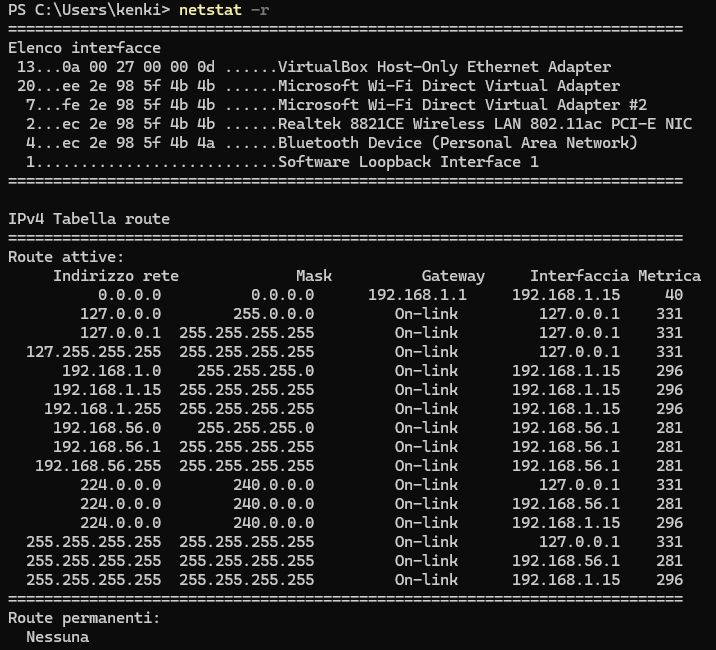 PS C:\Users\kenki> netstat -r
===========================================================================
Elenco interfacce
 13...0a 00 27 00 00 0d ......VirtualBox Host-Only Ethernet Adapter
 20...ee 2e 98 5f 4b 4b ......Microsoft Wi-Fi Direct Virtual Adapter
  7...fe 2e 98 5f 4b 4b ......Microsoft Wi-Fi Direct Virtual Adapter #2
  2...ec 2e 98 5f 4b 4b ......Realtek 8821CE Wireless LAN 802.11ac PCI-E NIC
  4...ec 2e 98 5f 4b 4a ......Bluetooth Device (Personal Area Network)
  1...........................Software Loopback Interface 1
===========================================================================
IPv4 Tabella route
===========================================================================
Route attive:
     Indirizzo rete             Mask          Gateway     Interfaccia Metrica
          0.0.0.0          0.0.0.0      192.168.1.1     192.168.1.15     40
        127.0.0.0        255.0.0.0         On-link         127.0.0.1    331
        127.0.0.1  255.255.255.255         On-link         127.0.0.1    331
  127.255.255.255  255.255.255.255         On-link         127.0.0.1    331
      192.168.1.0    255.255.255.0         On-link      192.168.1.15    296
     192.168.1.15  255.255.255.255         On-link      192.168.1.15    296
    192.168.1.255  255.255.255.255         On-link      192.168.1.15    296
     192.168.56.0    255.255.255.0         On-link      192.168.56.1    281
     192.168.56.1  255.255.255.255         On-link      192.168.56.1    281
   192.168.56.255  255.255.255.255         On-link      192.168.56.1    281
        224.0.0.0        240.0.0.0         On-link         127.0.0.1    331
        224.0.0.0        240.0.0.0         On-link      192.168.56.1    281
        224.0.0.0        240.0.0.0         On-link      192.168.1.15    296
  255.255.255.255  255.255.255.255         On-link         127.0.0.1    331
  255.255.255.255  255.255.255.255         On-link      192.168.56.1    281
  255.255.255.255  255.255.255.255         On-link      192.168.1.15    296
===========================================================================
Route permanenti:
  Nessuna